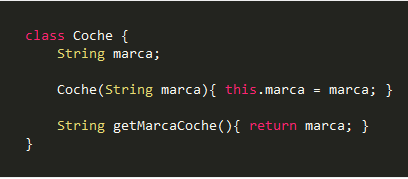 class Coche {
String marca;
Coche(String marca){ this.marca = marca; }
String getMarcaCoche(){ return marca; }
}